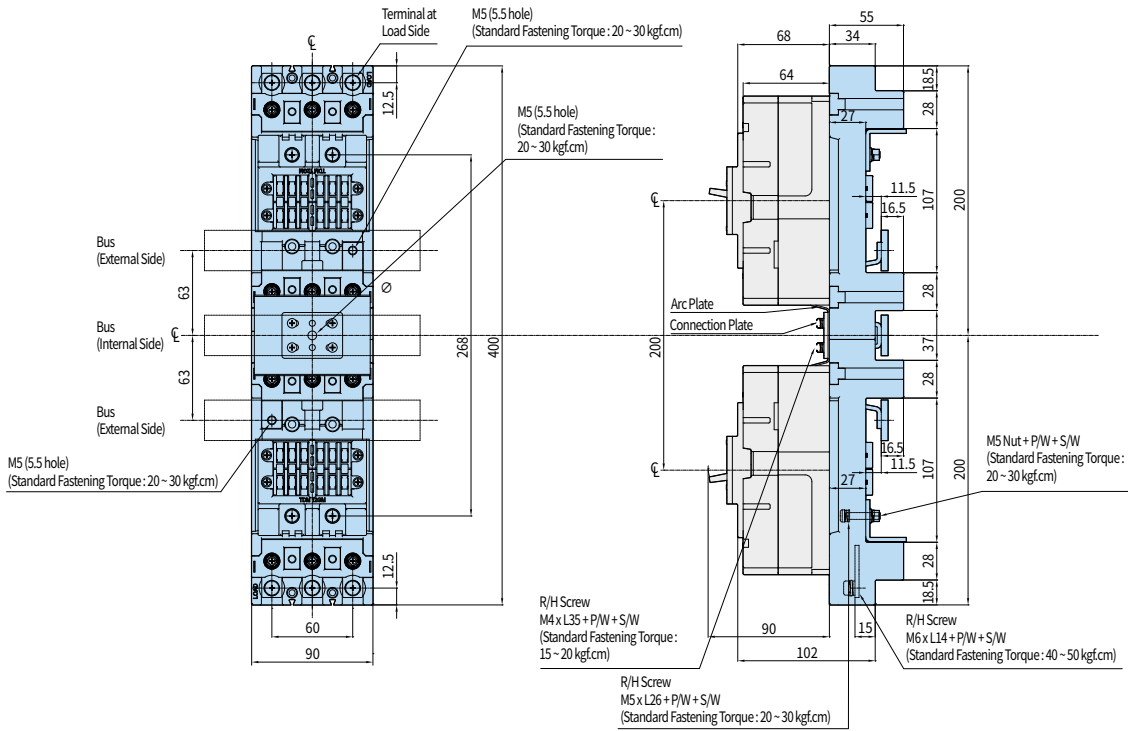 Terminal at
Load Side
M5 (5.5 hole)
(Standard Fastening Torque : 20 ~ 30 kgf.cm)
M5 (5.5 hole)
(Standard Fastening Torque :
20 ~ 30 kgf.cm)
℄
12.5
LOAD
Bus
(External Side)
63
Bus
(Internal Side)
℄
63
Bus
(External Side)
M5 (5.5 hole)
(Standard Fastening Torque : 20 ~ 30 kgf.cm)
∅
268
400
12.5
LOAD
60
90
55
68
34
64
18.5
28
27
11.5
16.5
107
200
℄
28
Arc Plate
Connection Plate
200
37
28
℄
16.5
11.5
27
107
200
M5 Nut + P/W + S/W
(Standard Fastening Torque :
20 ~ 30 kgf.cm)
28
18.5
15
90
102
R/H Screw
M4 x L35 + P/W + S/W
(Standard Fastening Torque :
15 ~ 20 kgf.cm)
R/H Screw
M6 x L14 + P/W + S/W
(Standard Fastening Torque : 40 ~ 50 kgf.cm)
R/H Screw
M5 x L26 + P/W + S/W
(Standard Fastening Torque : 20 ~ 30 kgf.cm)